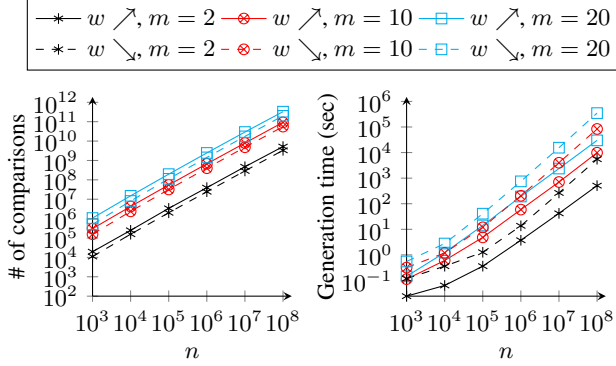 w ↗, m = 2 w ↗, m = 10 w ↗, m = 20
w ↘, m = 2 w ↘, m = 10 w ↘, m = 20
# of comparisons
10^12
10^11
10^10
10^9
10^8
10^7
10^6
10^5
10^4
10^3
10^2
10^3 10^4 10^5 10^6 10^7 10^8
n
Generation time (sec)
10^6
10^5
10^4
10^3
10^2
10^1
10^0
10^-1
10^3 10^4 10^5 10^6 10^7 10^8
n